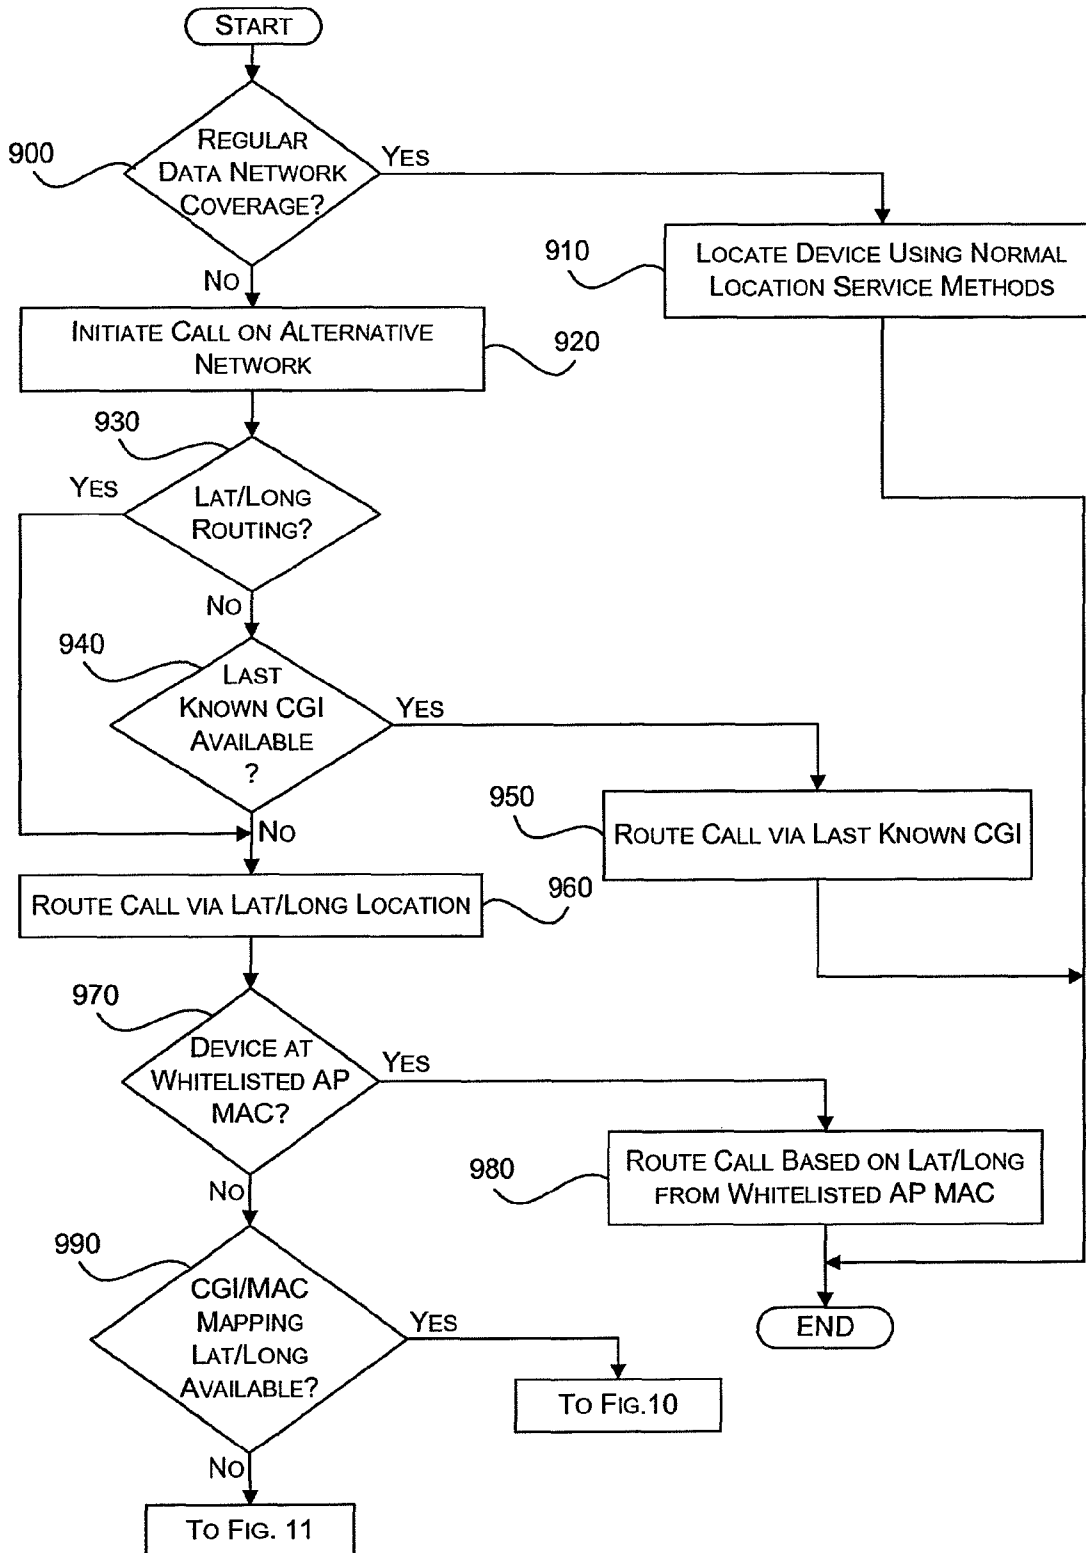 START
900
REGULAR
DATA NETWORK
COVERAGE?
YES
NO
910
LOCATE DEVICE USING NORMAL
LOCATION SERVICE METHODS
INITIATE CALL ON ALTERNATIVE
NETWORK
920
930
YES
LAT/LONG
ROUTING?
NO
940
LAST
KNOWN CGI
AVAILABLE
?
YES
NO
950
ROUTE CALL VIA LAST KNOWN CGI
ROUTE CALL VIA LAT/LONG LOCATION
960
970
DEVICE AT
WHITELISTED AP
MAC?
YES
NO
980
ROUTE CALL BASED ON LAT/LONG
FROM WHITELISTED AP MAC
990
CGI/MAC
MAPPING
LAT/LONG
AVAILABLE?
YES
NO
END
TO FIG.10
TO FIG. 11